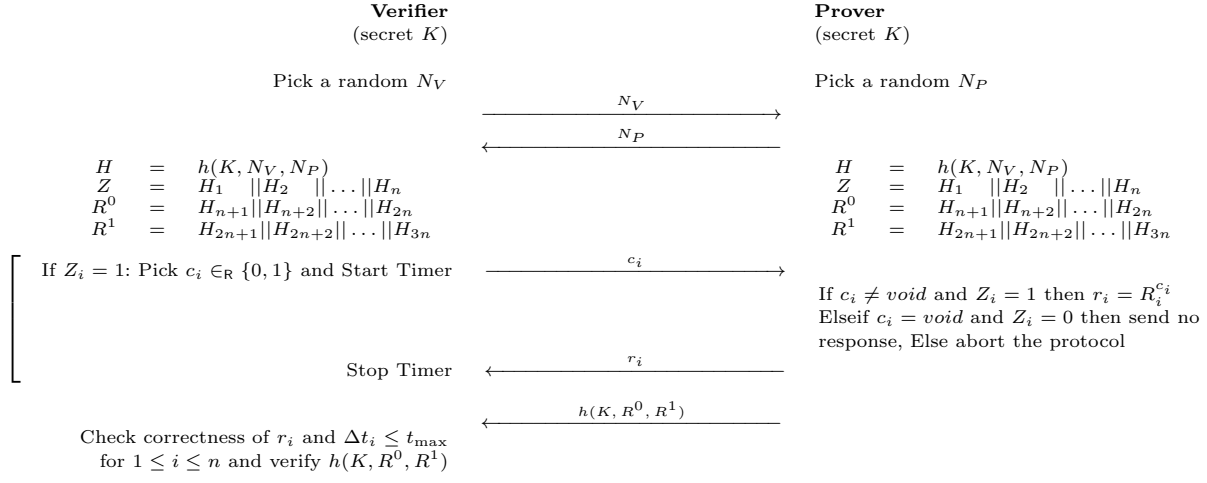 Verifier Prover
(secret K) (secret K)
Pick a random N_V Pick a random N_P
N_V
N_P
H = h(K, N_V, N_P) H = h(K, N_V, N_P)
Z = H_1 ||H_2 || . . . ||H_n Z = H_1 ||H_2 || . . . ||H_n
R^0 = H_{n+1}||H_{n+2}|| . . . ||H_{2n} R^0 = H_{n+1}||H_{n+2}|| . . . ||H_{2n}
R^1 = H_{2n+1}||H_{2n+2}|| . . . ||H_{3n} R^1 = H_{2n+1}||H_{2n+2}|| . . . ||H_{3n}
If Z_i = 1: Pick c_i ∈_R {0, 1} and Start Timer c_i
If c_i ≠ void and Z_i = 1 then r_i = R_i^{c_i}
Elseif c_i = void and Z_i = 0 then send no
response, Else abort the protocol
Stop Timer r_i
h(K, R^0, R^1)
Check correctness of r_i and Δt_i ≤ t_max
for 1 ≤ i ≤ n and verify h(K, R^0, R^1)